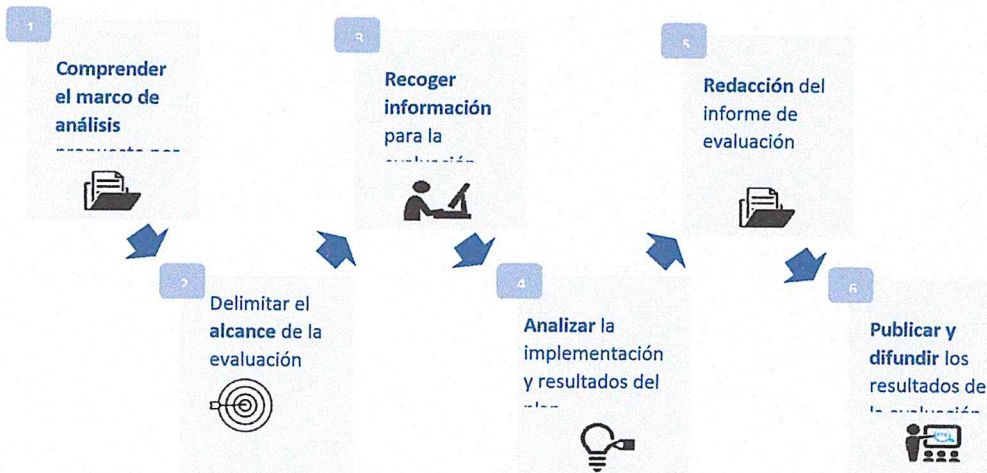 1
Comprender
el marco de
análisis
2
Delimitar el
alcance de la
evaluación
3
Recoger
información
para la
4
Analizar la
implementación
y resultados del
5
Redacción del
informe de
evaluación
6
Publicar y
difundir los
resultados de